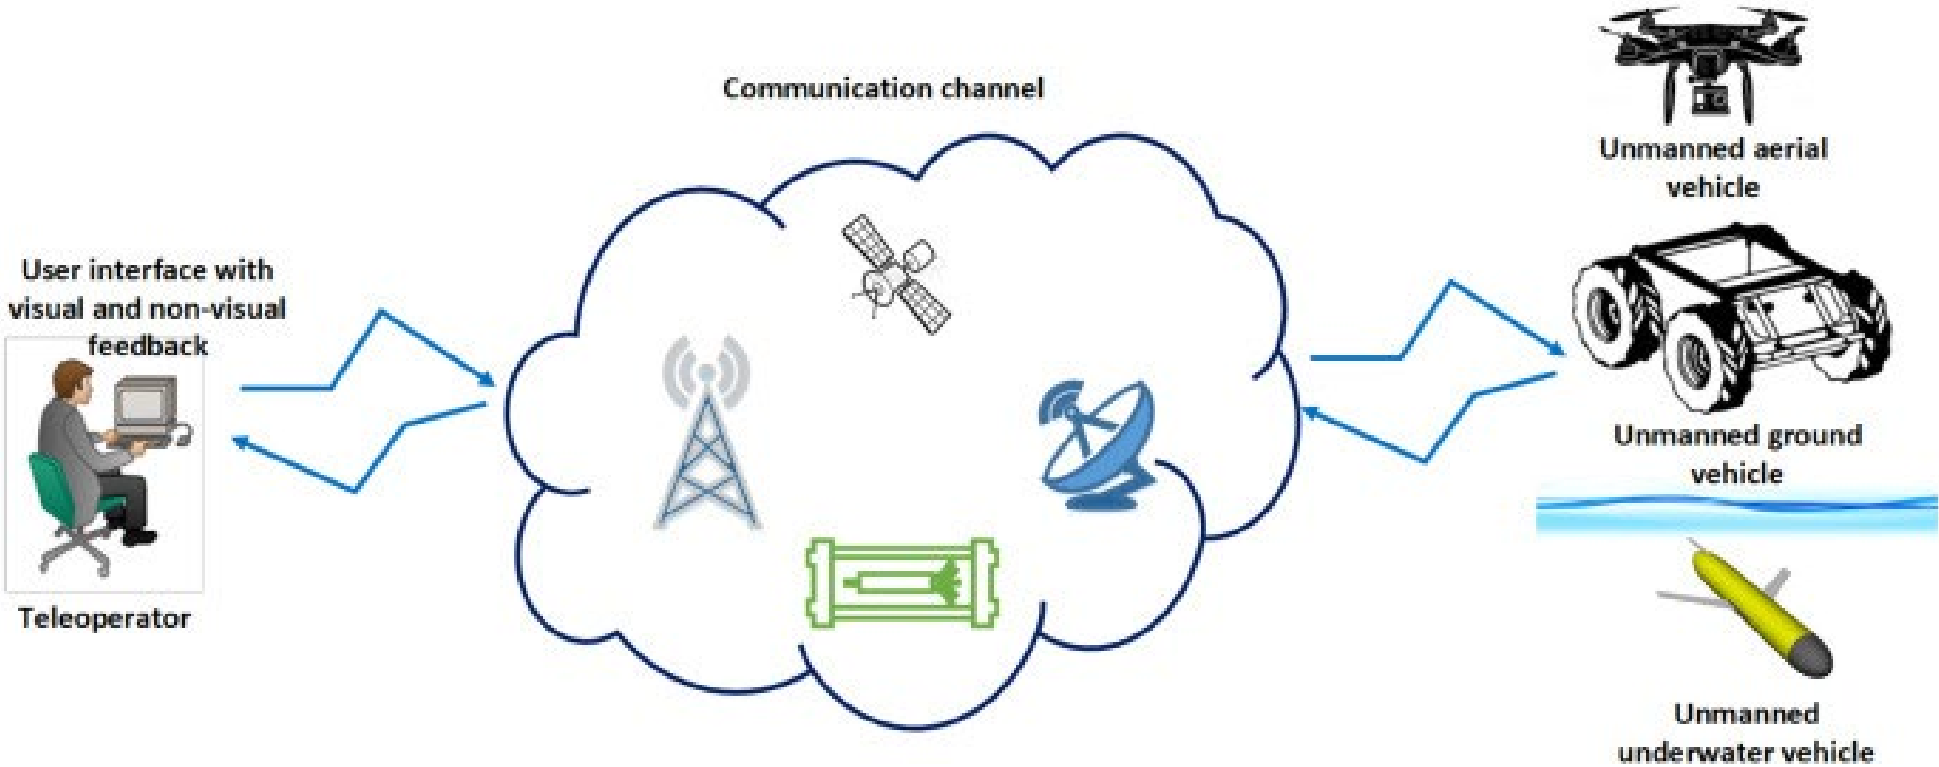 Communication channel
User interface with
visual and non-visual
feedback
Teleoperator
Unmanned aerial
vehicle
Unmanned ground
vehicle
Unmanned
underwater vehicle